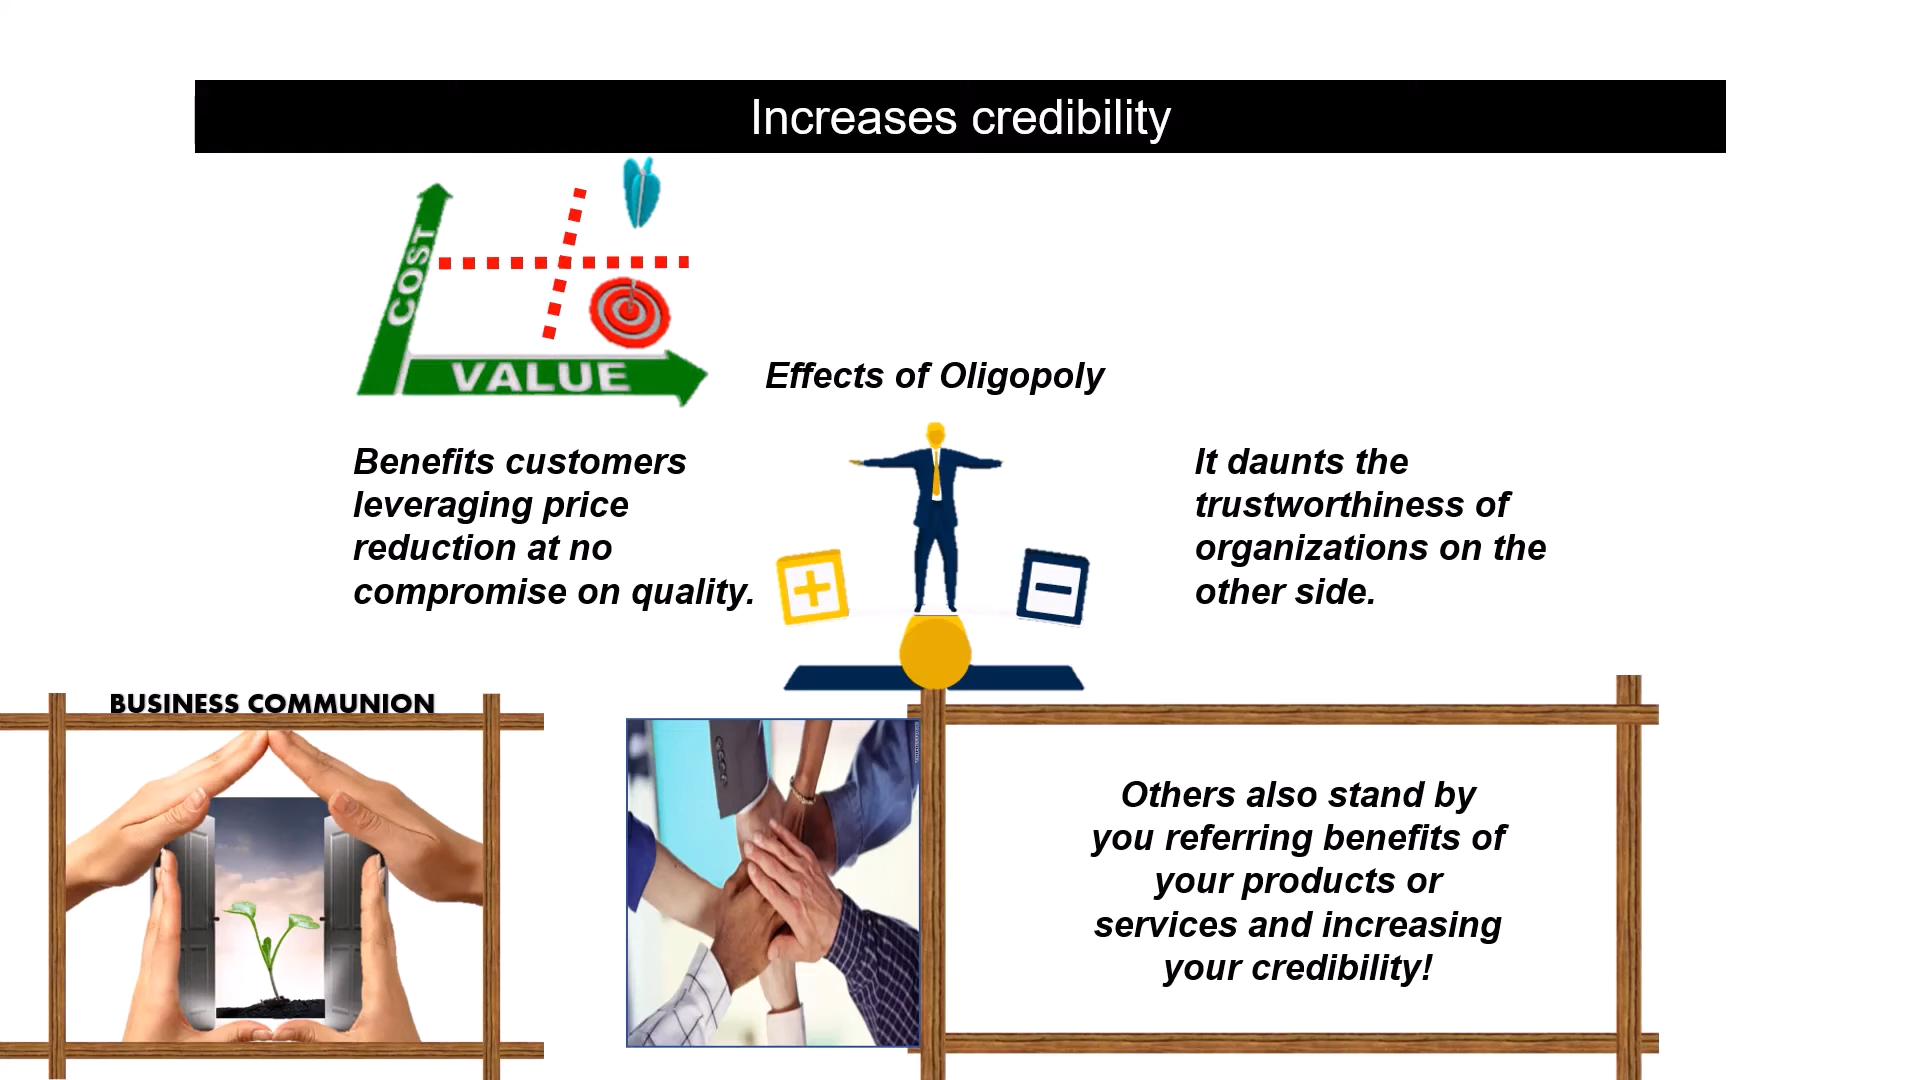 Increases credibility
COST
VALUE
Effects of Oligopoly
Benefits customers
leveraging price
reduction at no
compromise on quality.
It daunts the
trustworthiness of
organizations on the
other side.
BUSINESS COMMUNION
Others also stand by
you referring benefits of
your products or
services and increasing
your credibility!